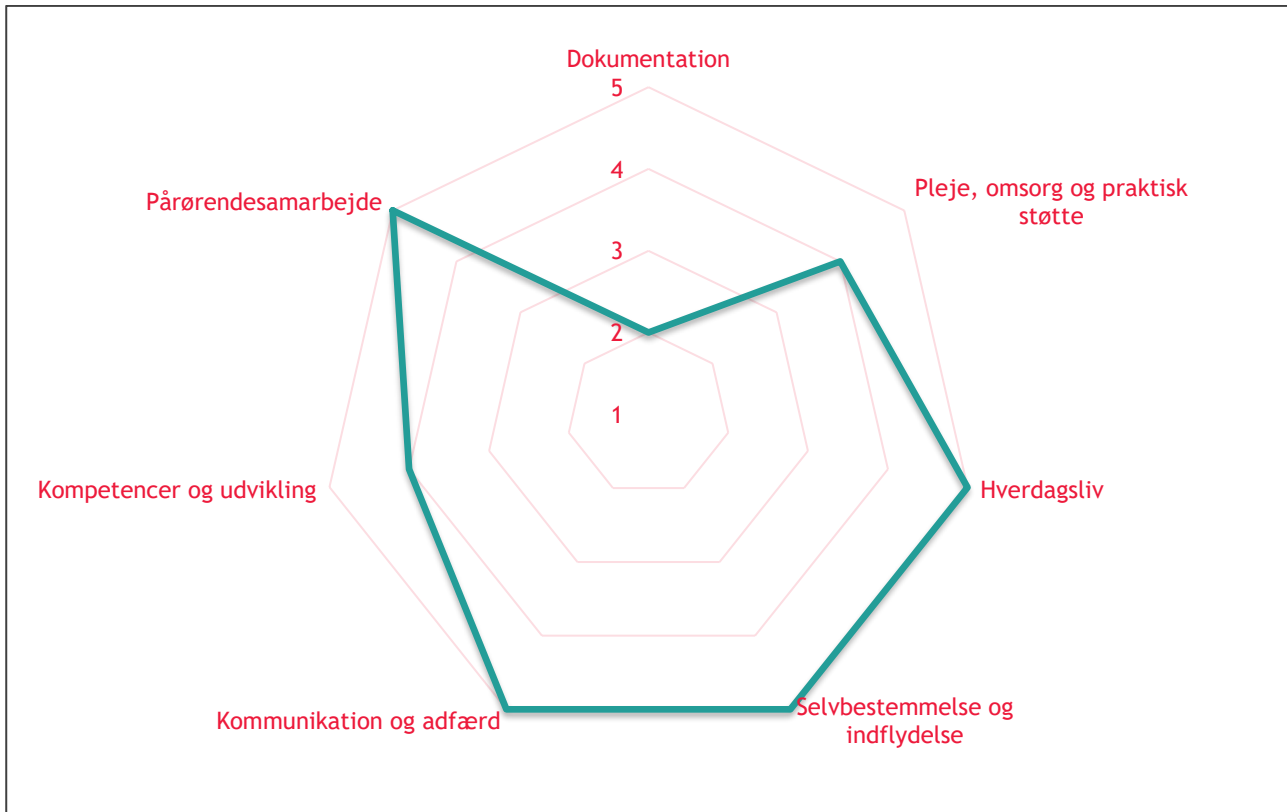 Dokumentation
5
4
3
2
1
Pleje, omsorg og praktisk
støtte
Hverdagsliv
Selvbestemmelse og
indflydelse
Kommunikation og adfærd
Kompetencer og udvikling
Pårørendesamarbejde